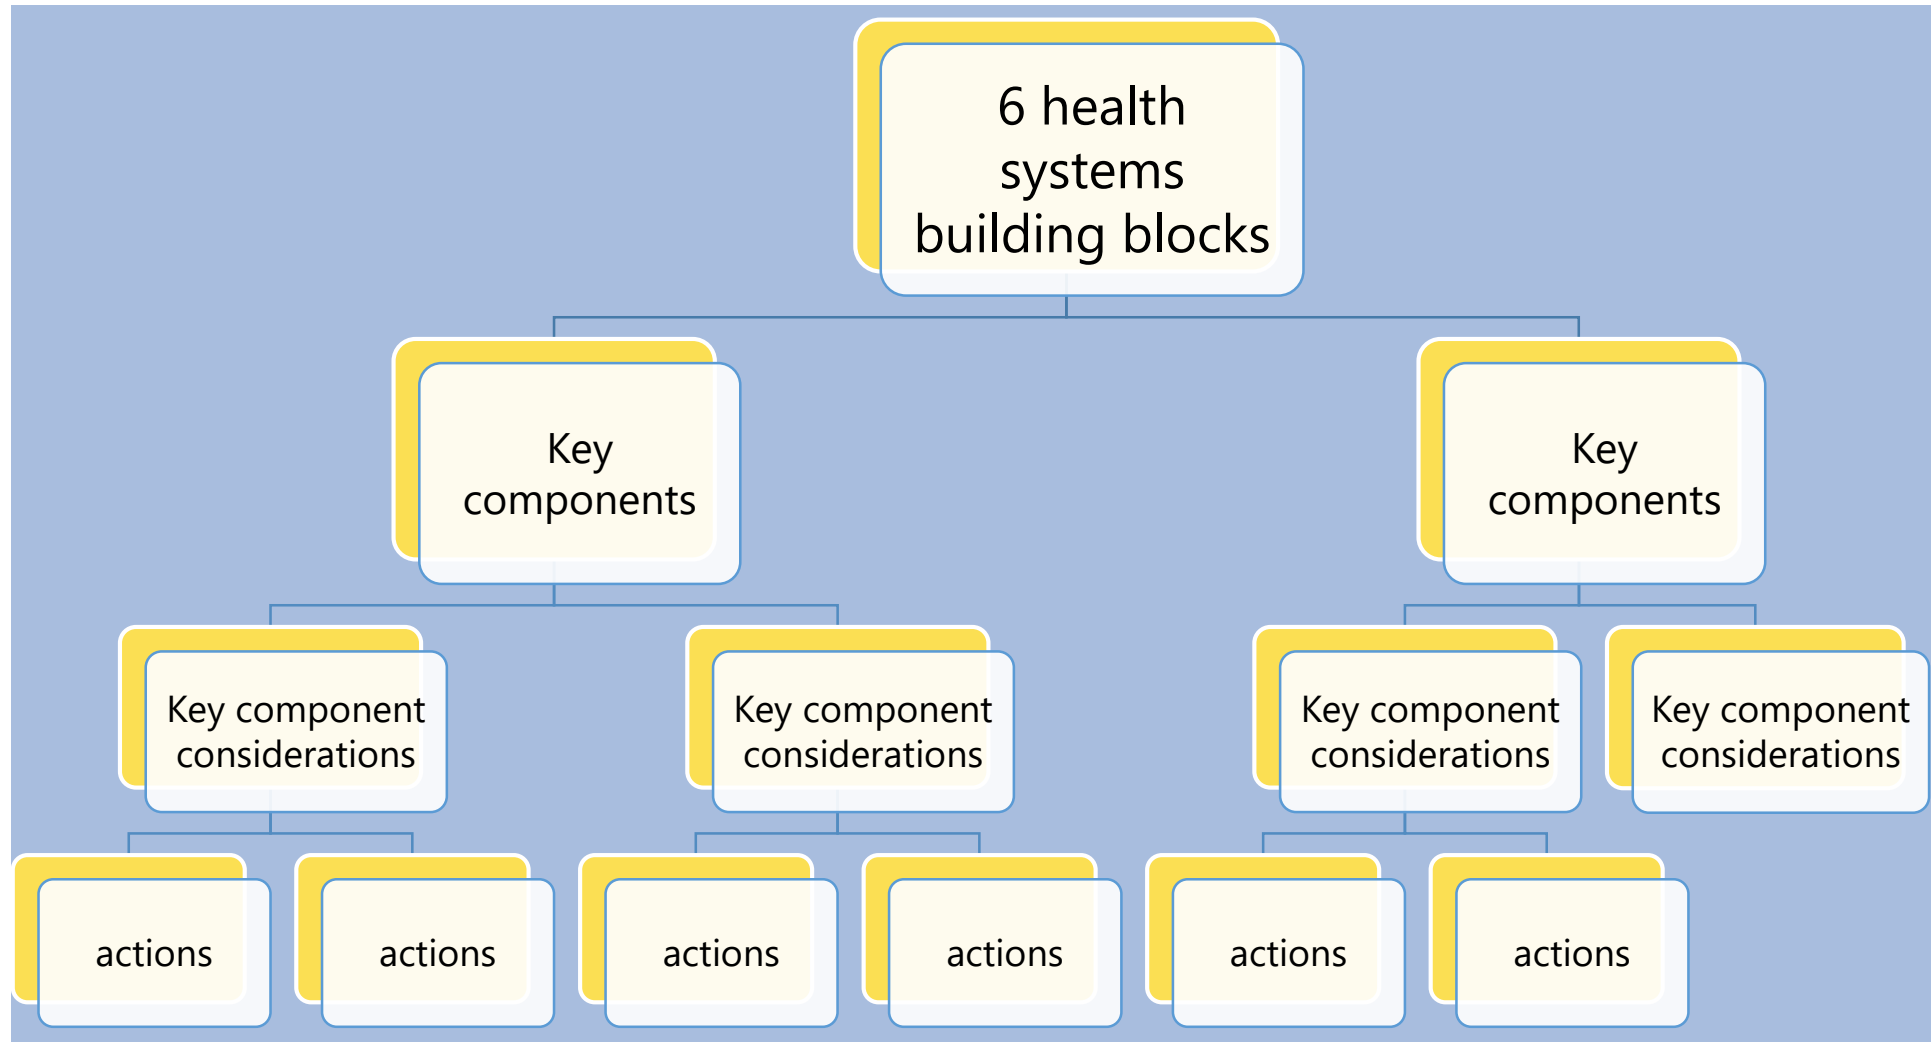 6 health
systems
building blocks
Key
components
Key
components
Key component
considerations
Key component
considerations
Key component
considerations
Key component
considerations
actions
actions
actions
actions
actions
actions